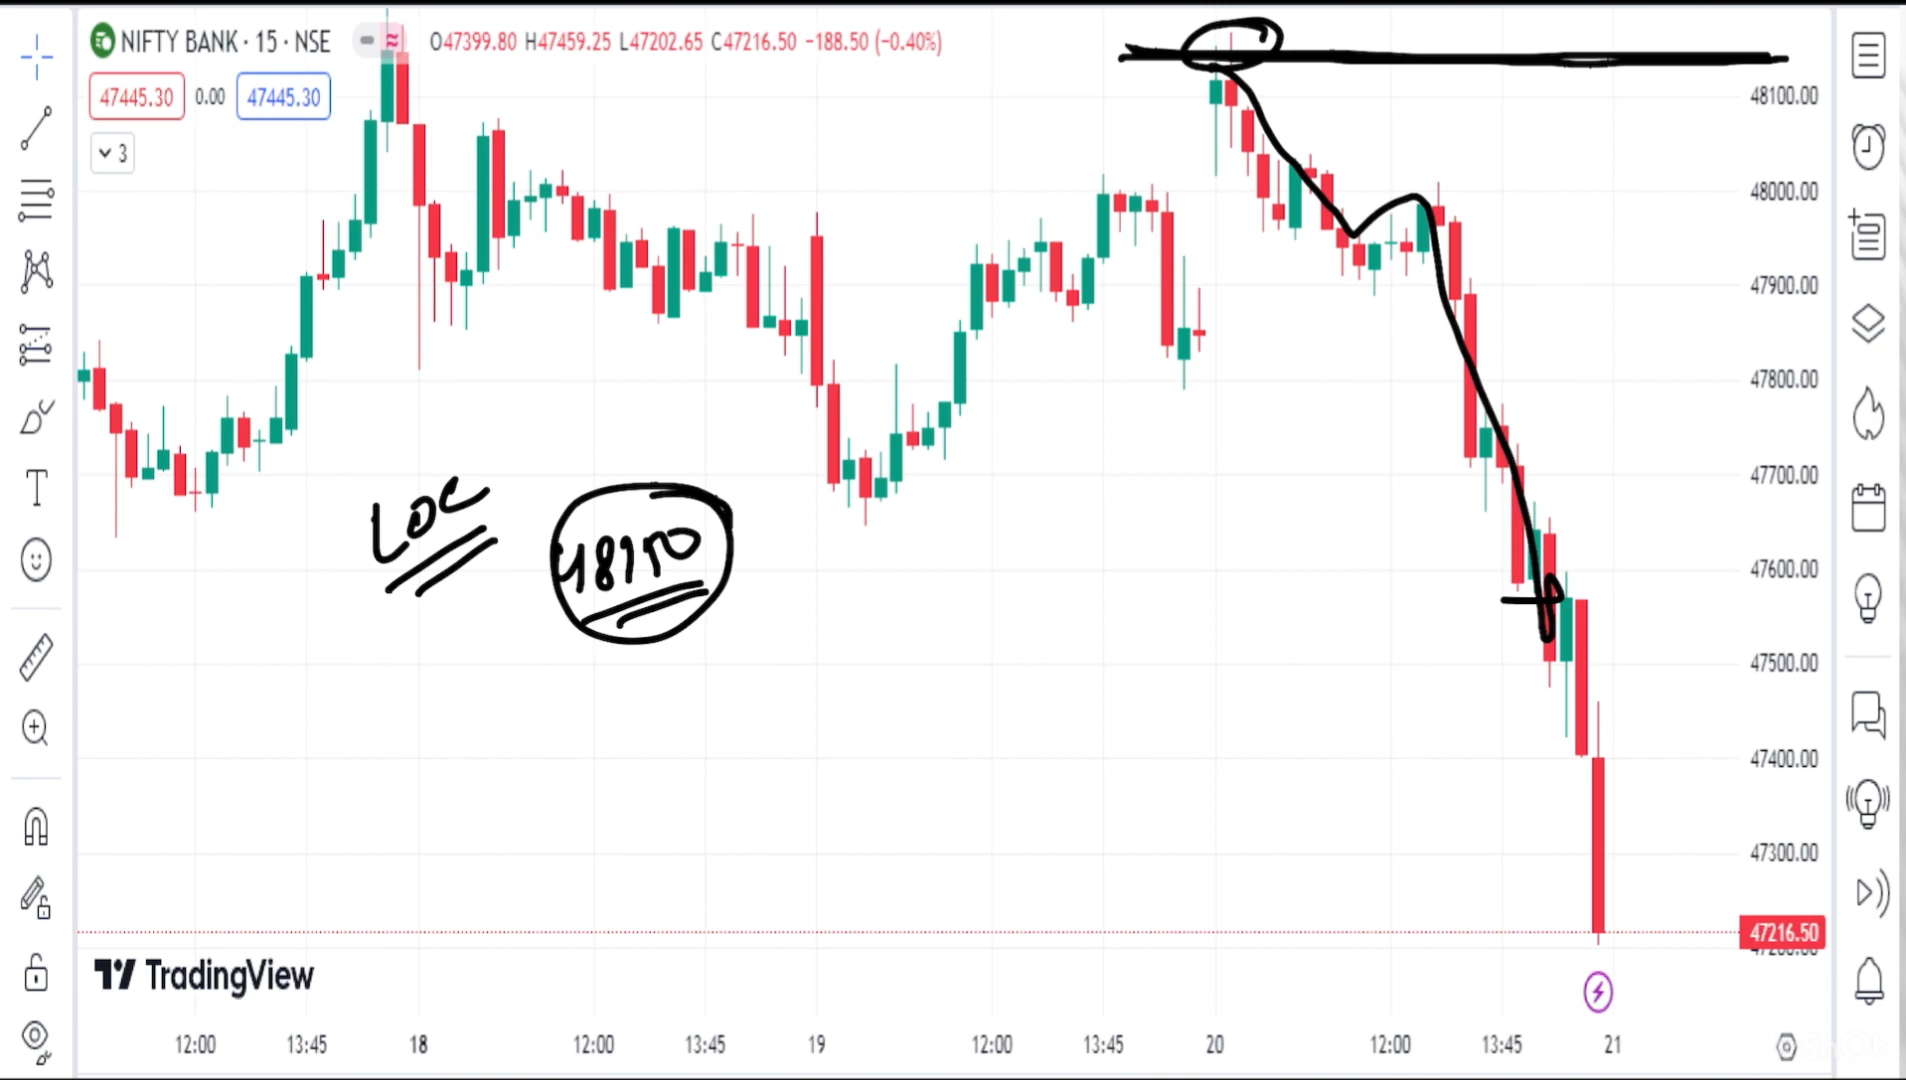 NIFTY BANK · 15 · NSE
O47399.80 H47459.25 L47202.65 C47216.50 −188.50 (−0.40%)
47445.30 0.00 47445.30
3
48100.00
48000.00
47900.00
47800.00
47700.00
47600.00
47500.00
47400.00
47300.00
47216.50
LOC
48150
TradingView
12:00 13:45 18 12:00 13:45 19 12:00 13:45 20 12:00 13:45 21